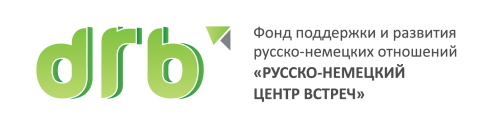 drb
Фонд поддержки и развития
русско-немецких отношений
«РУССКО-НЕМЕЦКИЙ
ЦЕНТР ВСТРЕЧ»